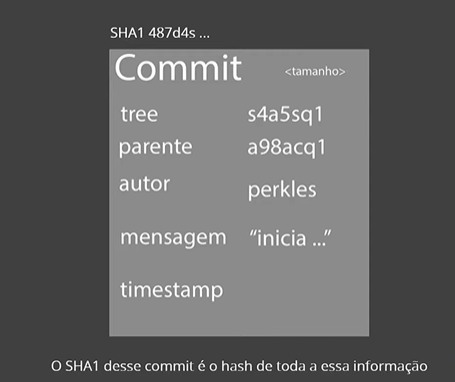 SHA1 487d4s ...
Commit <tamanho>
tree s4a5sq1
parente a98acq1
autor perkles
mensagem “inicia ...”
timestamp
O SHA1 desse commit é o hash de toda a essa informação